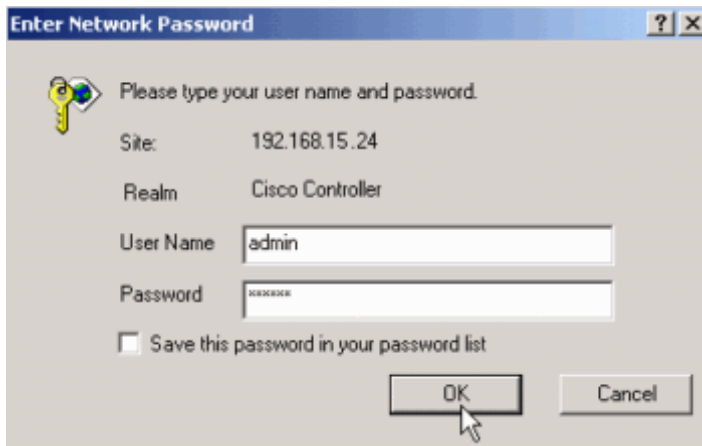 Enter Network Password
Please type your user name and password.
Site: 192.168.15.24
Realm Cisco Controller
User Name admin
Password ××××××
Save this password in your password list
OK Cancel